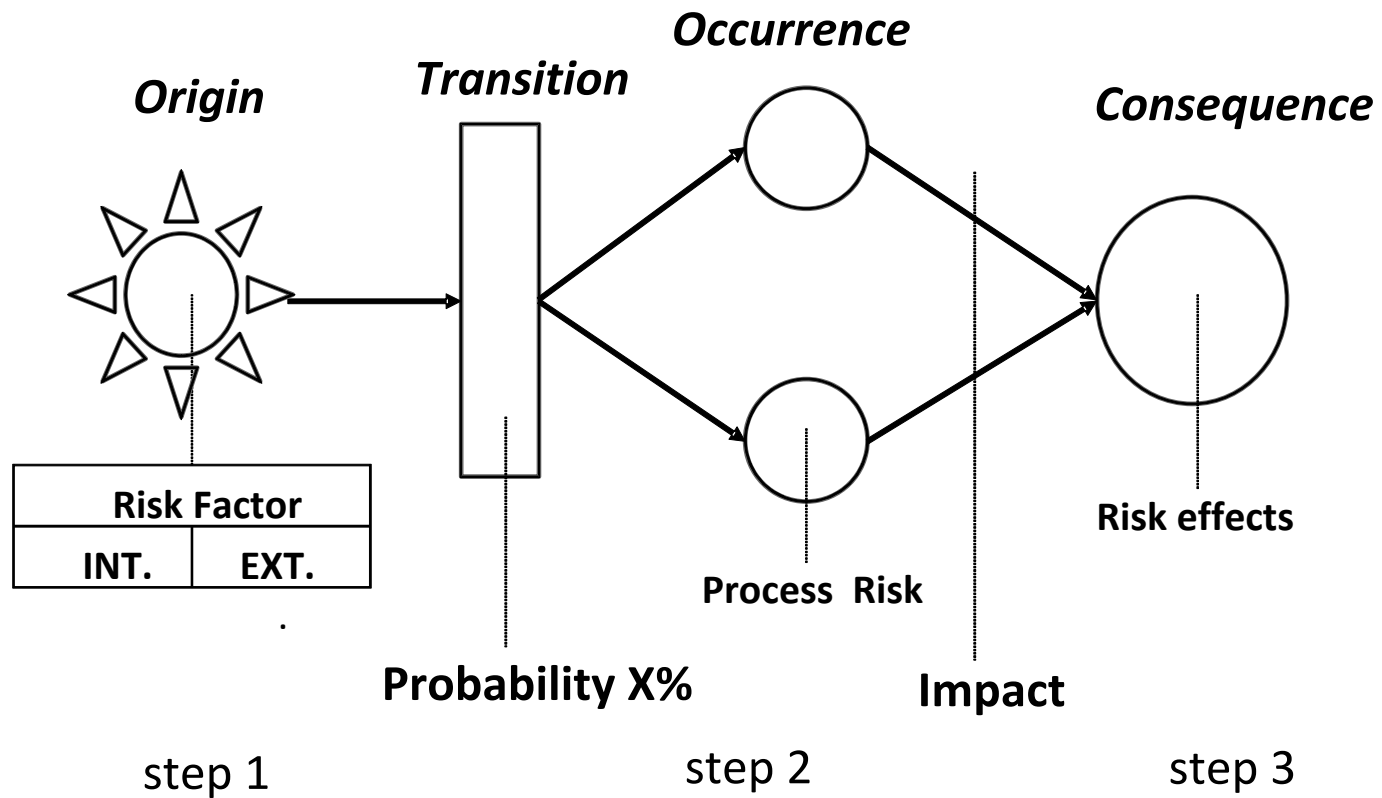 Origin
Transition
Occurrence
Consequence
Risk Factor
INT.
EXT.
.
Probability X%
Process Risk
Impact
Risk effects
step 1
step 2
step 3